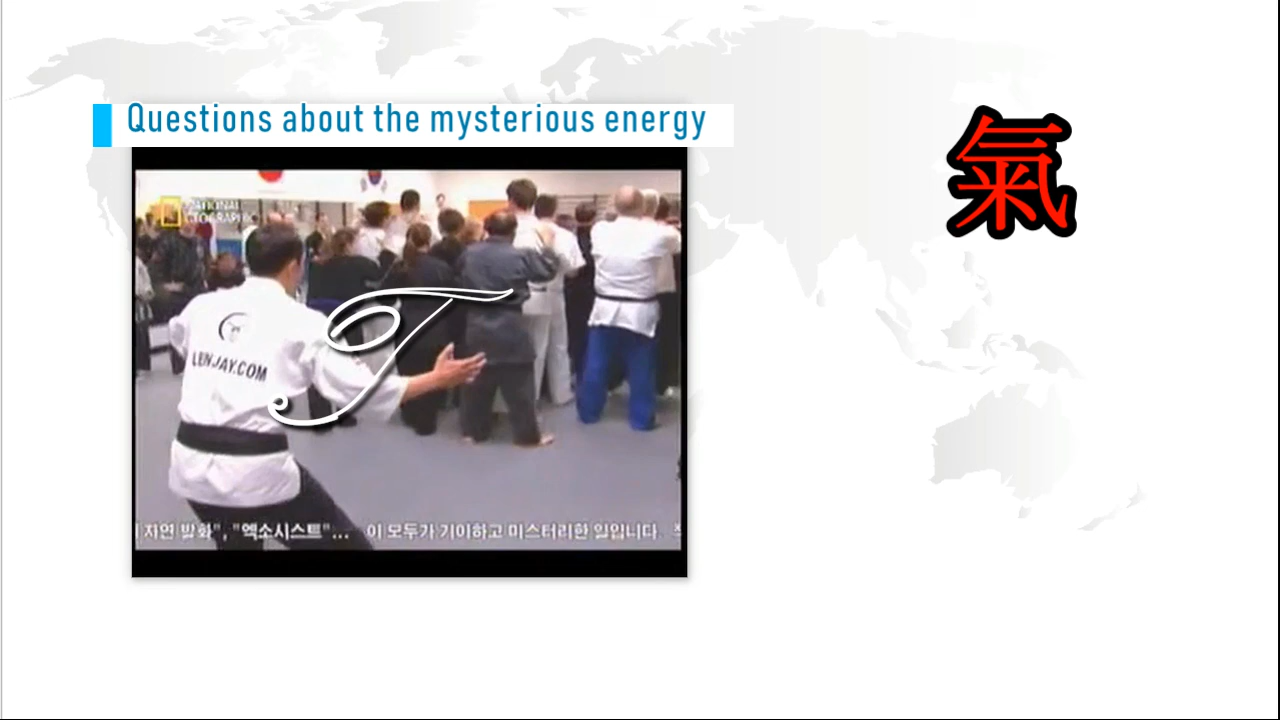 Questions about the mysterious energy
氣
NATIONAL
GEOGRAPHIC
LEINJAY.COM
T
자연 발화", "엑소시스트"... 이 모두가 기이하고 미스터리한 일입니다.